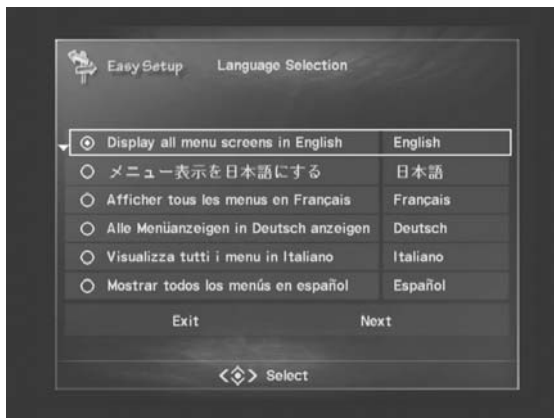 Easy Setup Language Selection
Display all menu screens in English English
メニュー表示を日本語にする 日本語
Afficher tous les menus en Français Français
Alle Menüanzeigen in Deutsch anzeigen Deutsch
Visualizza tutti i menu in Italiano Italiano
Mostrar todos los menús en español Español
Exit Next
Select